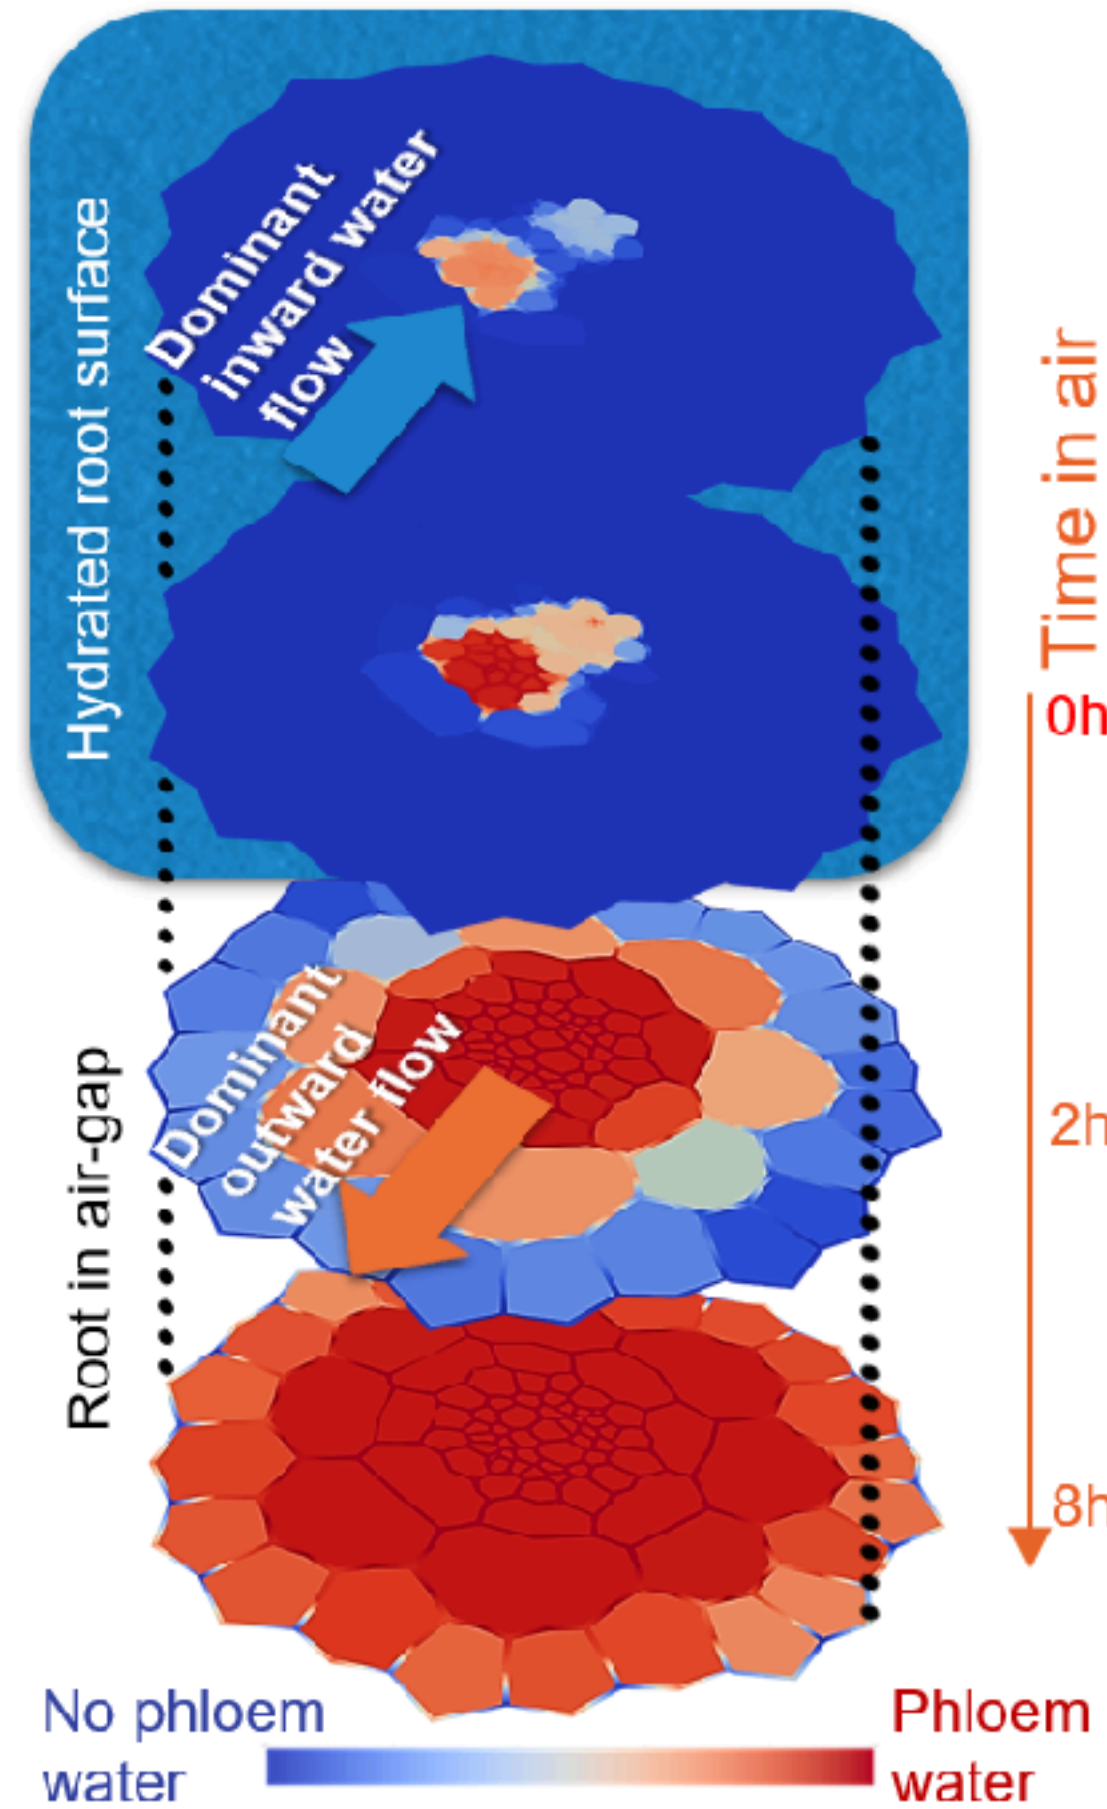 Hydrated root surface
Dominant
inward water
flow
Time in air
0h
Root in air-gap
Dominant
outward
water flow
2h
8h
No phloem
water
Phloem
water